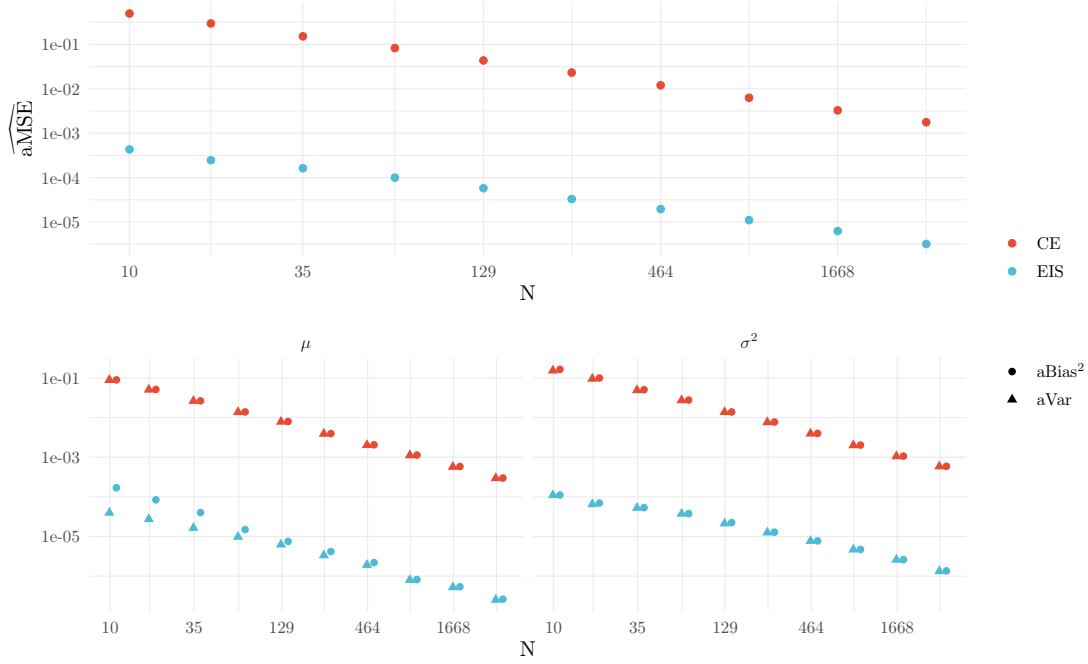 1e-01
1e-02
1e-03
1e-04
1e-05
aMSE
10 35 129 464 1668
N
CE
EIS
μ σ²
1e-01
1e-03
1e-05
10 35 129 464 1668 10 35 129 464 1668
N
aBias²
aVar